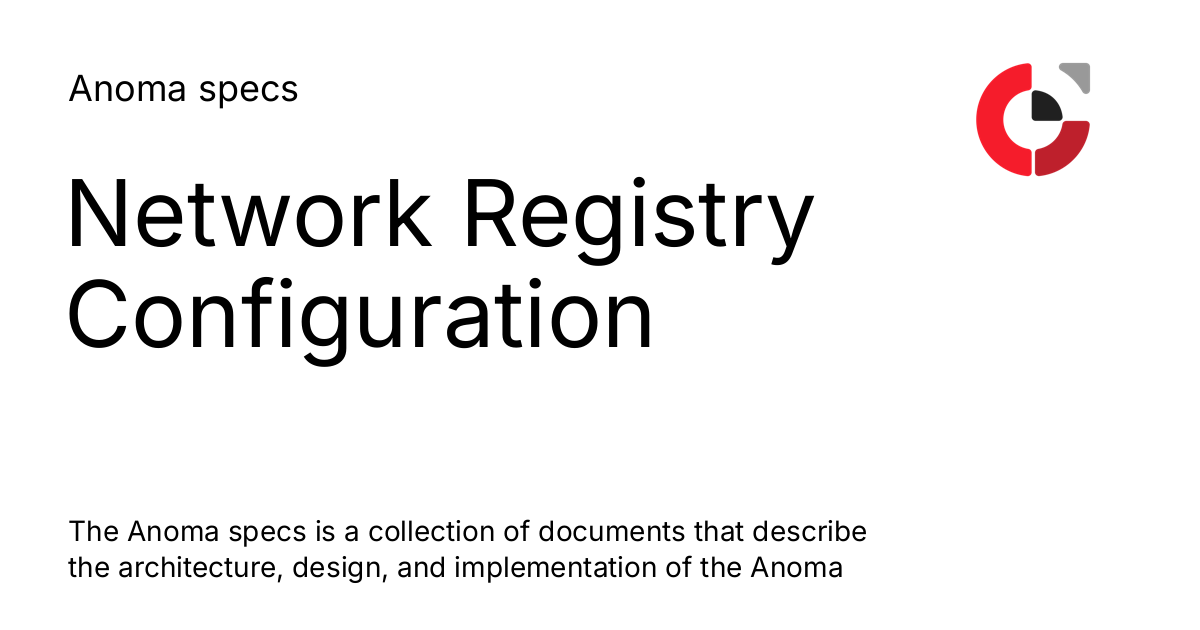 Anoma specs
Network Registry
Configuration
The Anoma specs is a collection of documents that describe
the architecture, design, and implementation of the Anoma